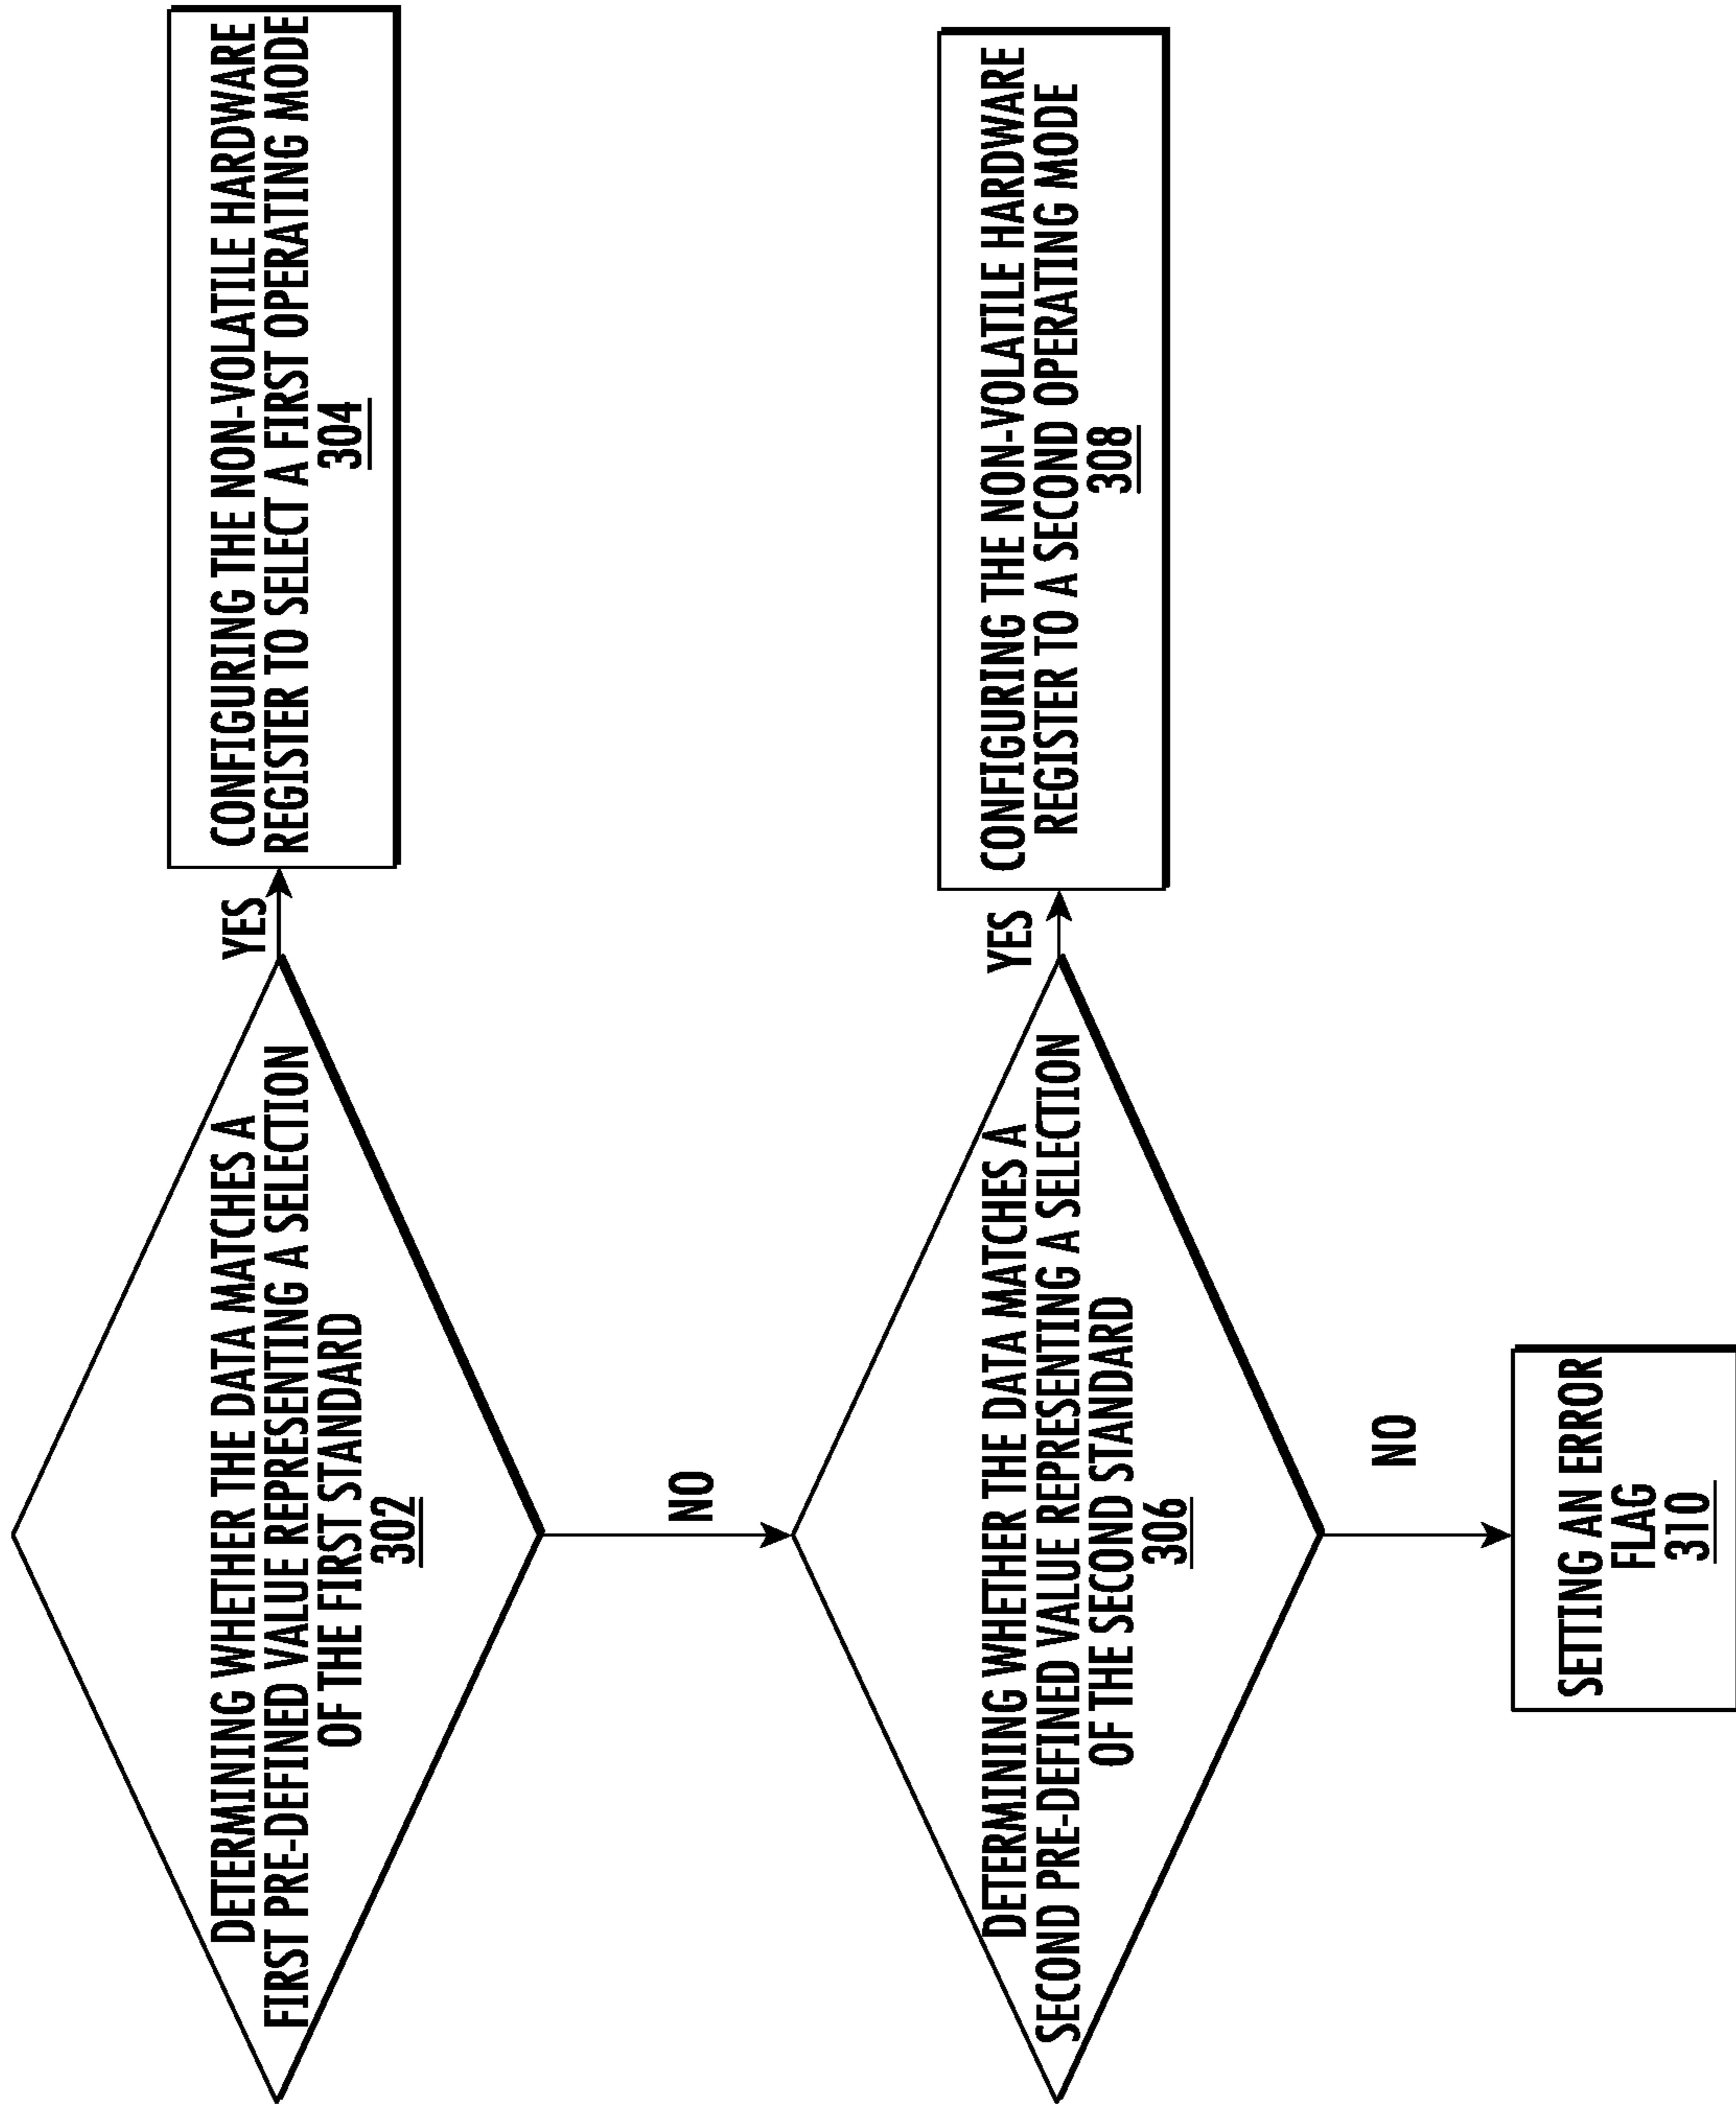 DETERMINING WHETHER THE DATA MATCHES A
FIRST PRE-DEFINED VALUE REPRESENTING A SELECTION
OF THE FIRST STANDARD
302
YES
CONFIGURING THE NON-VOLATILE HARDWARE
REGISTER TO SELECT A FIRST OPERATING MODE
304
NO
DETERMINING WHETHER THE DATA MATCHES A
SECOND PRE-DEFINED VALUE REPRESENTING A SELECTION
OF THE SECOND STANDARD
306
YES
CONFIGURING THE NON-VOLATILE HARDWARE
REGISTER TO A SECOND OPERATING MODE
308
NO
SETTING AN ERROR
FLAG
310